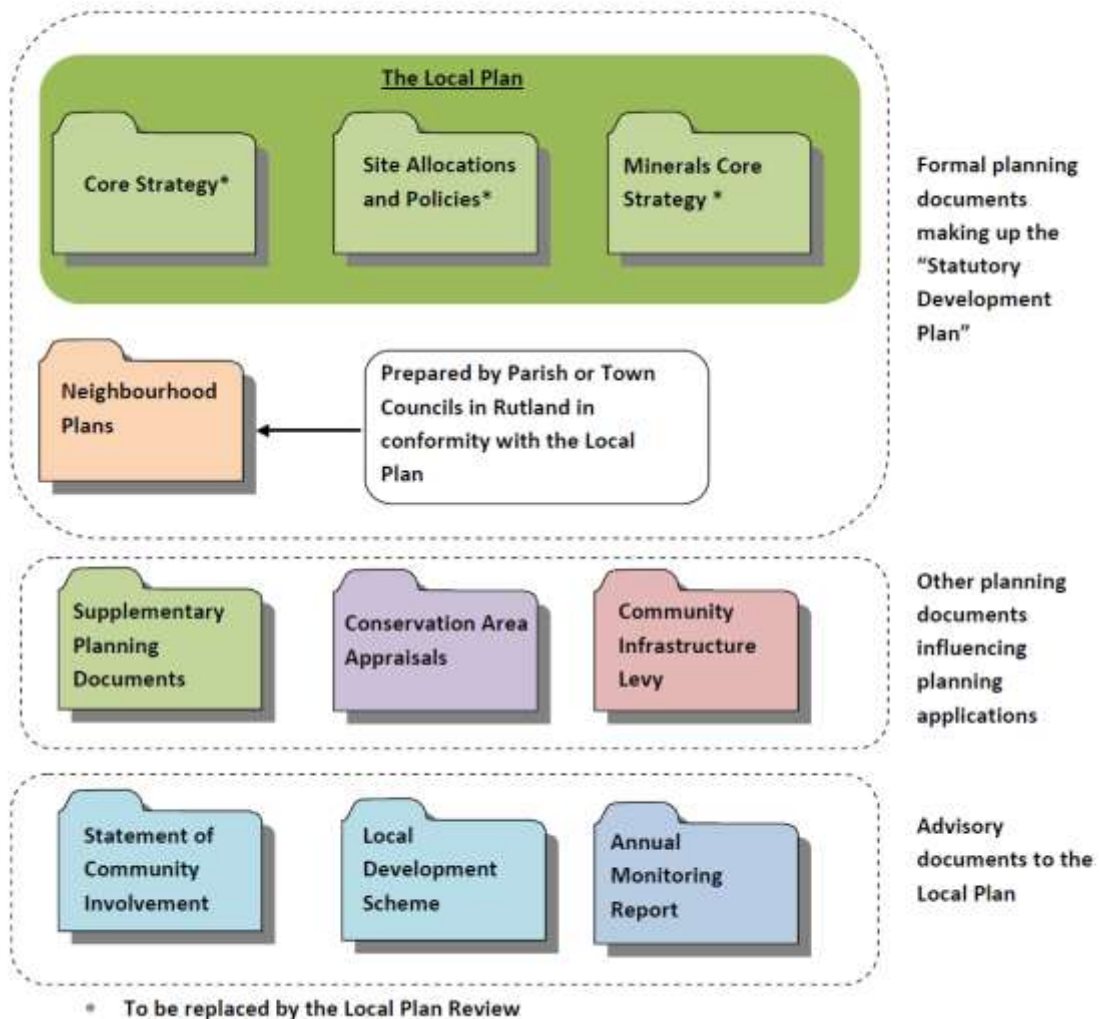 The Local Plan
Core Strategy*
Site Allocations
and Policies*
Minerals Core
Strategy *
Formal planning
documents
making up the
"Statutory
Development
Plan"
Neighbourhood
Plans
Prepared by Parish or Town
Councils in Rutland in
conformity with the Local
Plan
Supplementary
Planning
Documents
Conservation Area
Appraisals
Community
Infrastructure
Levy
Other planning
documents
influencing
planning
applications
Statement of
Community
Involvement
Local
Development
Scheme
Annual
Monitoring
Report
Advisory
documents to the
Local Plan
* To be replaced by the Local Plan Review